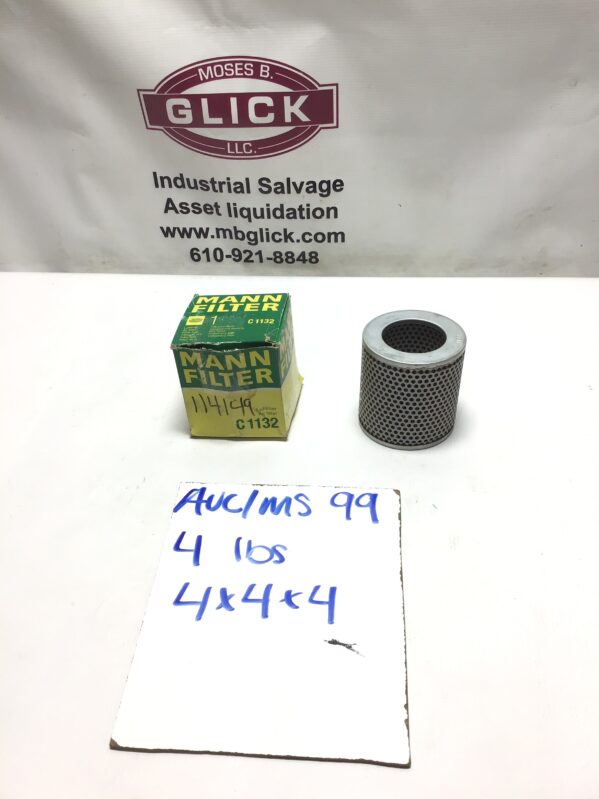 MOSES B.
GLICK
LLC.
Industrial Salvage
Asset liquidation
www.mbglick.com
610-921-8848
MANN
FILTER
1
C 1132
MANN
FILTER
114149
C 1132
AUC/MS 99
4 lbs
4x4x4